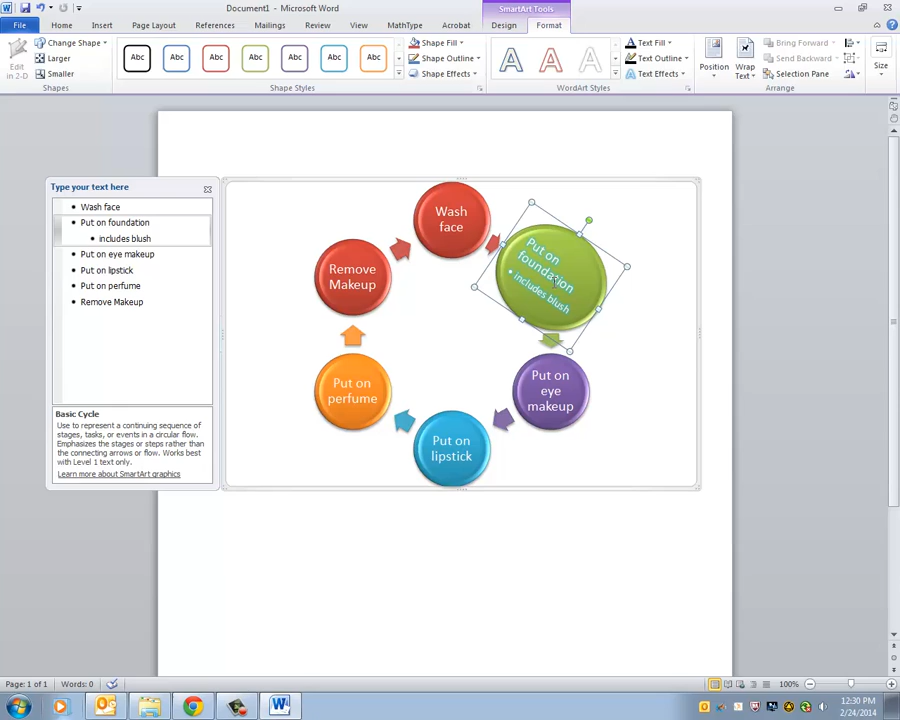 Document1 - Microsoft Word
SmartArt Tools
File Home Insert Page Layout References Mailings Review View MathType Acrobat Design Format
Edit in 2-D
Change Shape
Larger
Smaller
Shapes
Abc Abc Abc Abc Abc Abc Abc
Shape Styles
Shape Fill
Shape Outline
Shape Effects
A A A
WordArt Styles
Text Fill
Text Outline
Text Effects
Position
Wrap Text
Bring Forward
Send Backward
Selection Pane
Arrange
Size
Type your text here
Wash face
Put on foundation
includes blush
Put on eye makeup
Put on lipstick
Put on perfume
Remove Makeup
Basic Cycle
Use to represent a continuing sequence of
stages, tasks, or events in a circular flow.
Emphasizes the stages or steps rather than
the connecting arrows or flow. Works best
with Level 1 text only.
Learn more about SmartArt graphics
Wash
face
Put on
foundation
• includes blush
Put on
eye
makeup
Put on
lipstick
Put on
perfume
Remove
Makeup
Page: 1 of 1 Words: 0 100%
12:30 PM
2/24/2014